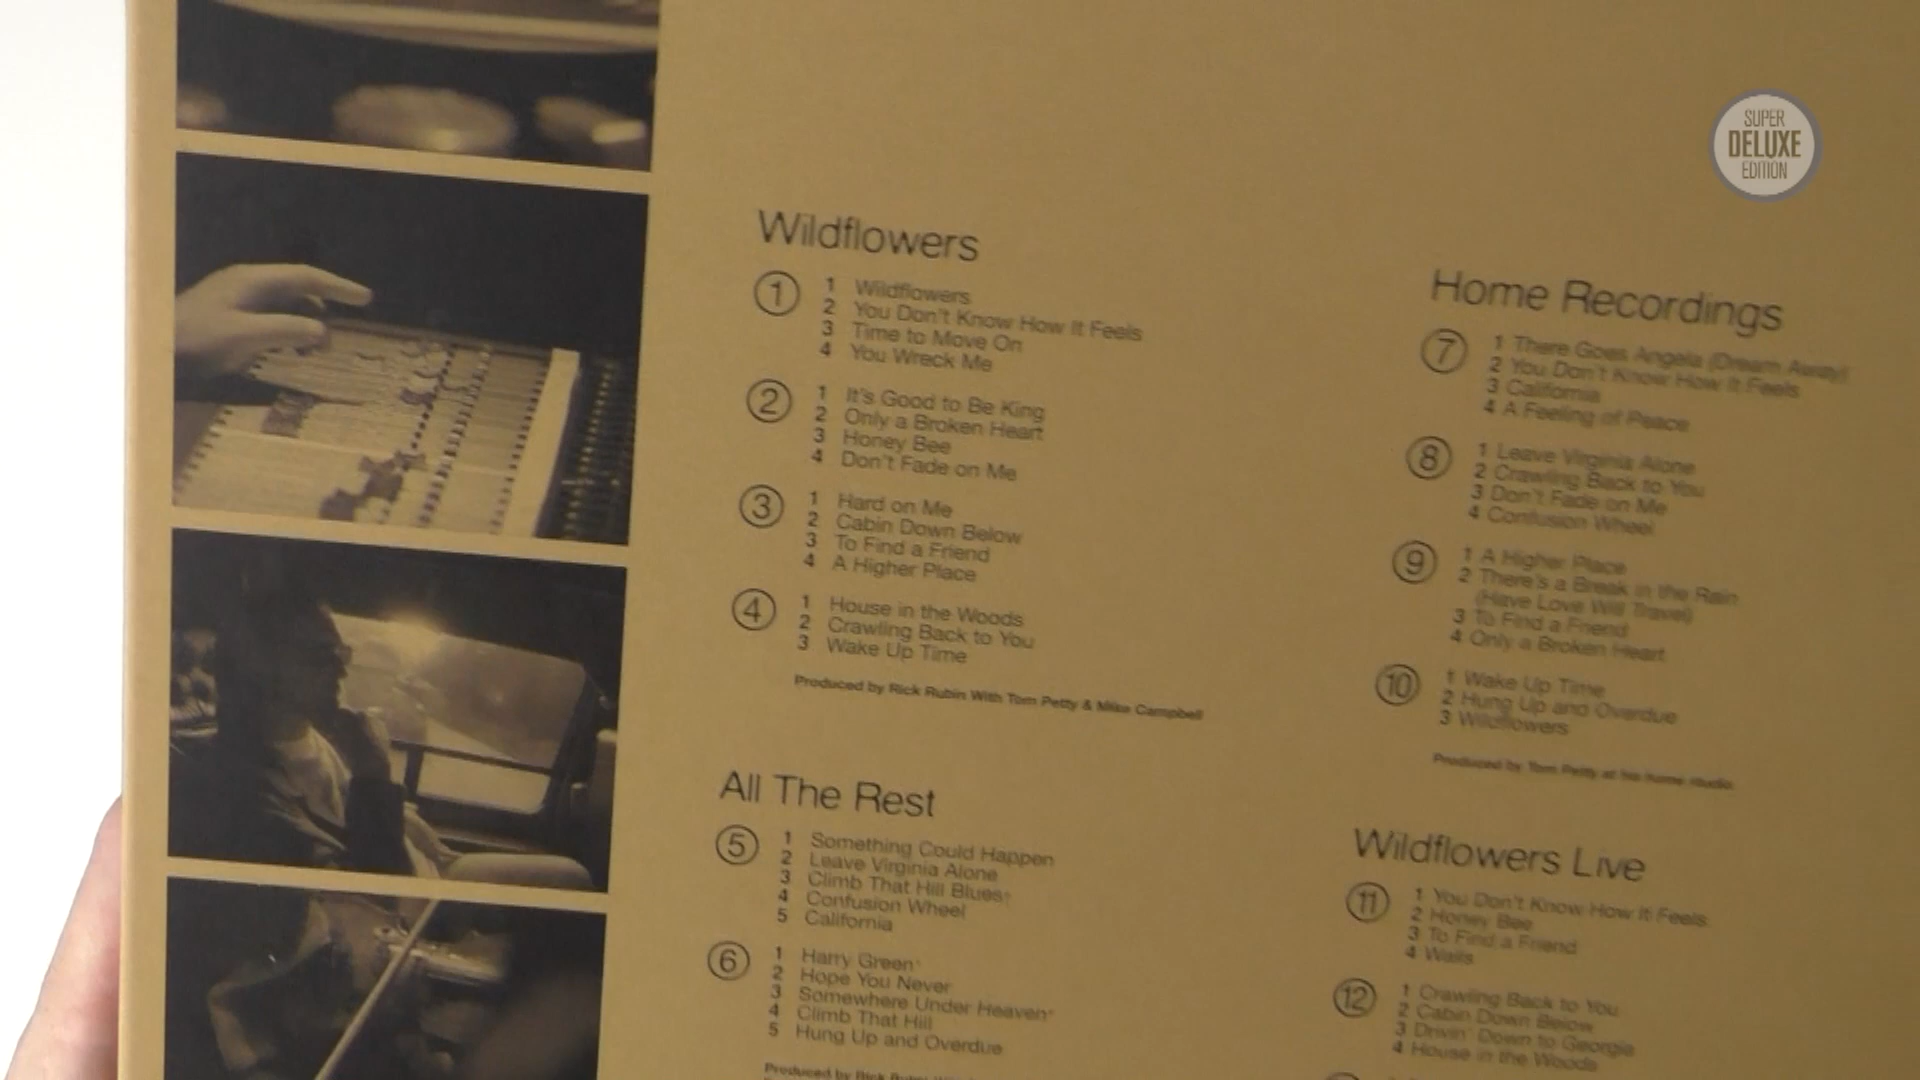 SUPER
DELUXE
EDITION
Wildflowers
1
1 Wildflowers
2 You Don't Know How It Feels
3 Time to Move On
4 You Wreck Me
2
1 It's Good to Be King
2 Only a Broken Heart
3 Honey Bee
4 Don't Fade on Me
3
1 Hard on Me
2 Cabin Down Below
3 To Find a Friend
4 A Higher Place
4
1 House in the Woods
2 Crawling Back to You
3 Wake Up Time
Produced by Rick Rubin With Tom Petty & Mike Campbell
All The Rest
5
1 Something Could Happen
2 Leave Virginia Alone
3 Climb That Hill Blues†
4 Confusion Wheel
5 California
6
1 Harry Green*
2 Hope You Never
3 Somewhere Under Heaven*
4 Climb That Hill
5 Hung Up and Overdue
Produced by Rick
Home Recordings
7
1 There Goes Angela (Dream Away)
2 You Don't Know How It Feels
3 California
4 A Feeling of Peace
8
1 Leave Virginia Alone
2 Crawling Back to You
3 Don't Fade on Me
4 Confusion Wheel
9
1 A Higher Place
2 There's a Break in the Rain
(Have Love Will Travel)
3 To Find a Friend
4 Only a Broken Heart
10
1 Wake Up Time
2 Hung Up and Overdue
3 Wildflowers
Produced by Tom Petty at his home studio
Wildflowers Live
11
1 You Don't Know How It Feels
2 Honey Bee
3 To Find a Friend
4 Walls
12
1 Crawling Back to You
2 Cabin Down Below
3 Drivin' Down to Georgia
4 House in the Woods